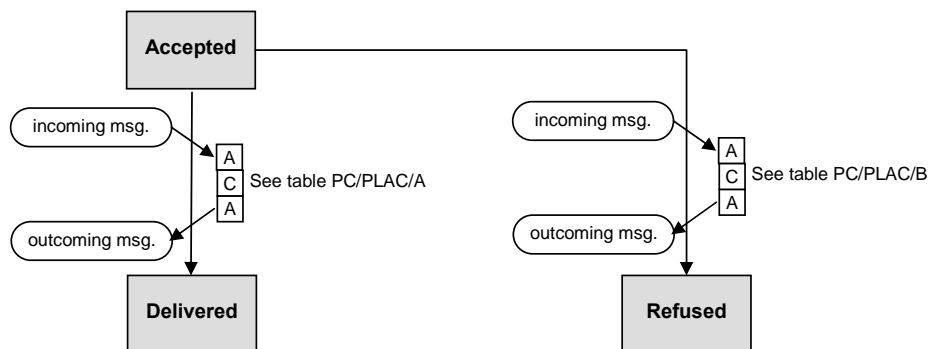 Accepted
incoming msg.
A
C
A
See table PC/PLAC/A
outcoming msg.
Delivered
incoming msg.
A
C
A
See table PC/PLAC/B
outcoming msg.
Refused